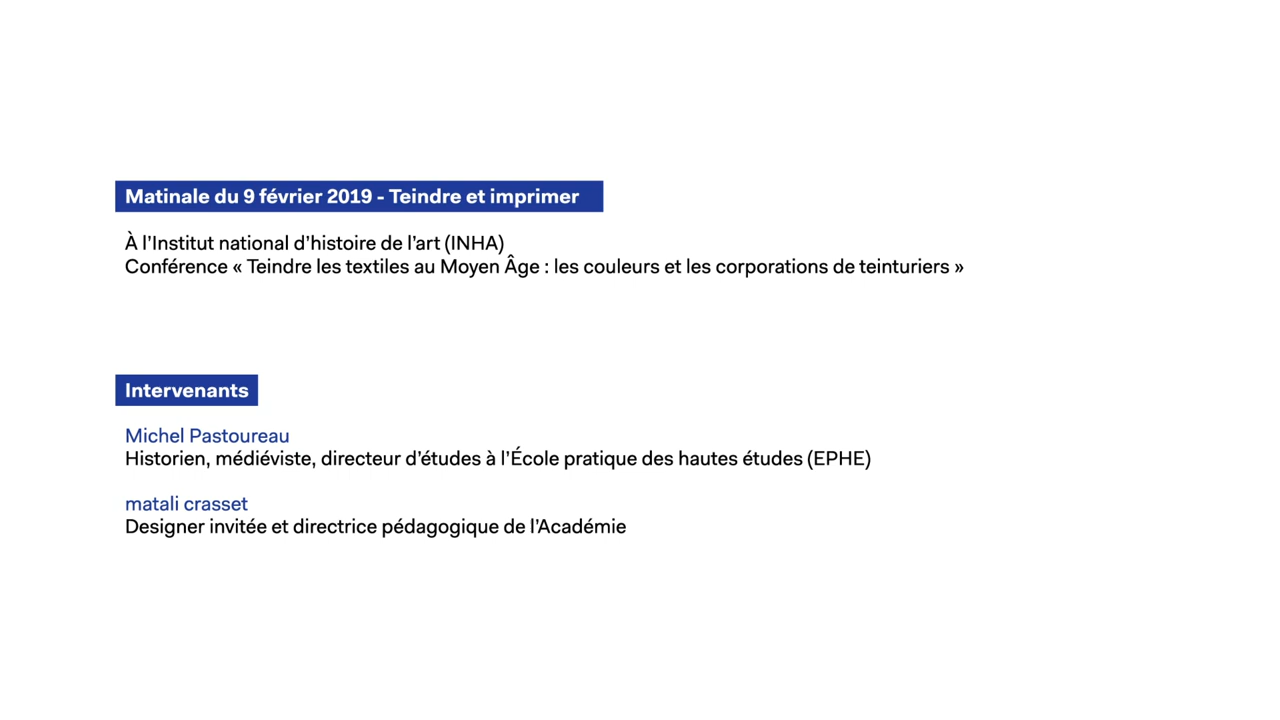 Matinale du 9 février 2019 - Teindre et imprimer
À l'Institut national d'histoire de l'art (INHA)
Conférence « Teindre les textiles au Moyen Âge : les couleurs et les corporations de teinturiers »
Intervenants
Michel Pastoureau
Historien, médiéviste, directeur d'études à l'École pratique des hautes études (EPHE)
matali crasset
Designer invitée et directrice pédagogique de l'Académie